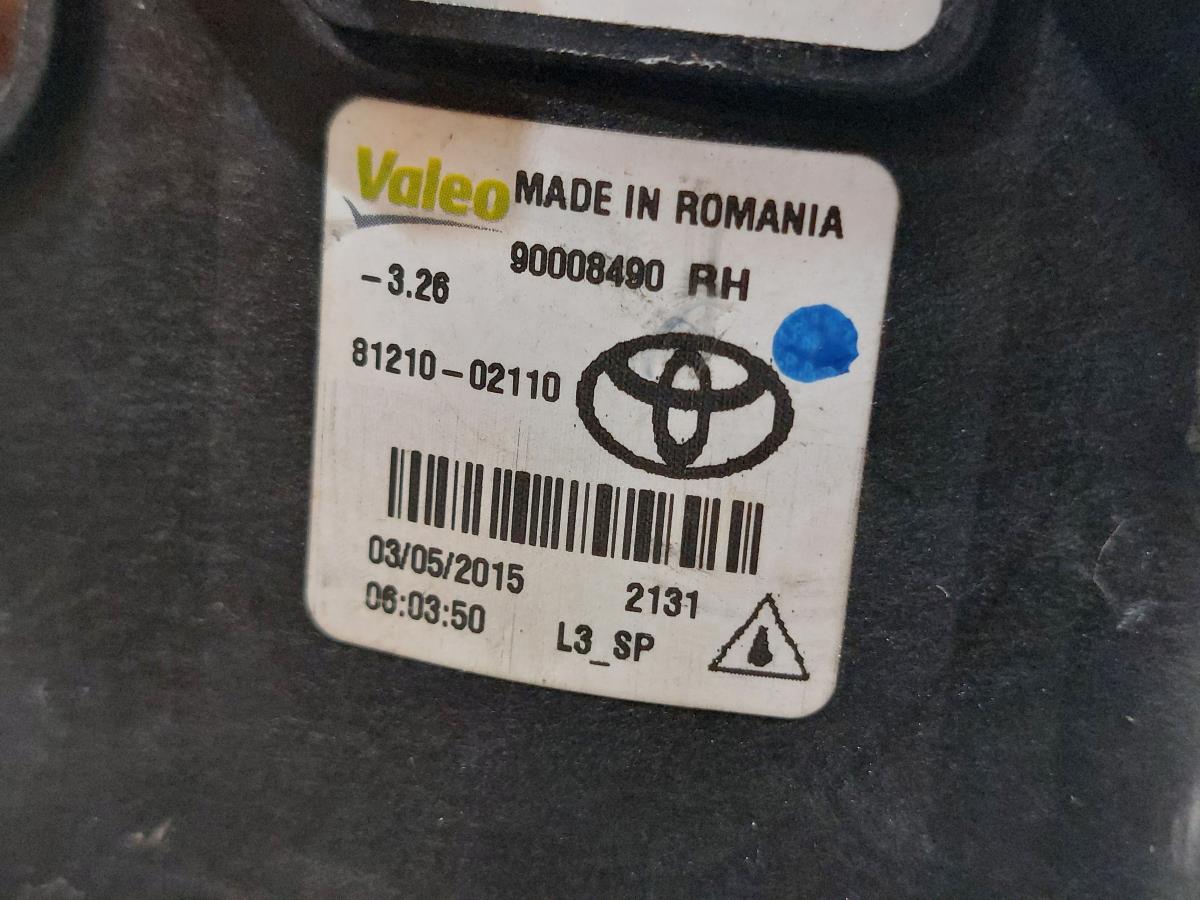 Valeo MADE IN ROMANIA
90008490 RH
-3.26
81210-02110
03/05/2015 2131
06:03:50 L3_SP